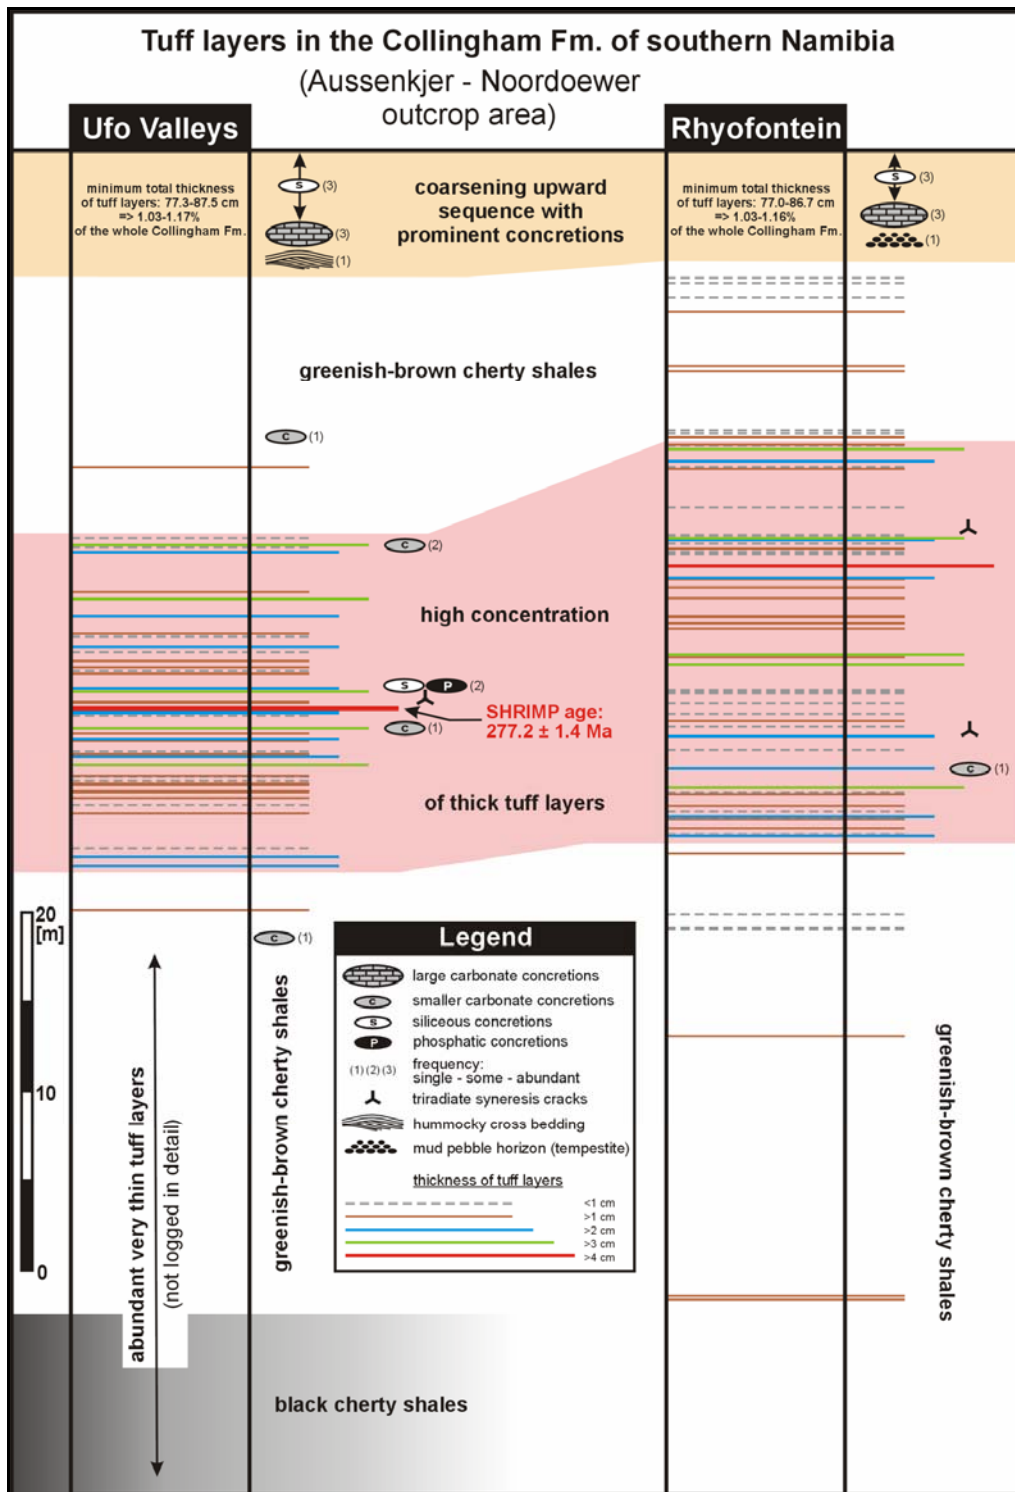 Tuff layers in the Collingham Fm. of southern Namibia
(Aussenkjer - Noordoewer
outcrop area)
Ufo Valleys
Rhyofontein
minimum total thickness
of tuff layers: 77.3-87.5 cm
=> 1.03-1.17%
of the whole Collingham Fm.
S (3)
(3)
(1)
coarsening upward
sequence with
prominent concretions
minimum total thickness
of tuff layers: 77.0-86.7 cm
=> 1.03-1.16%
of the whole Collingham Fm.
S (3)
(3)
(1)
greenish-brown cherty shales
C (1)
C (2)
high concentration
S P (2)
SHRIMP age:
277.2 ± 1.4 Ma
C (1)
C (1)
of thick tuff layers
20
[m]
10
0
C (1)
abundant very thin tuff layers
(not logged in detail)
greenish-brown cherty shales
Legend
large carbonate concretions
C smaller carbonate concretions
S siliceous concretions
P phosphatic concretions
(1) (2) (3) frequency:
single - some - abundant
triradiate syneresis cracks
hummocky cross bedding
mud pebble horizon (tempestite)
thickness of tuff layers
<1 cm
>1 cm
>2 cm
>3 cm
>4 cm
greenish-brown cherty shales
black cherty shales